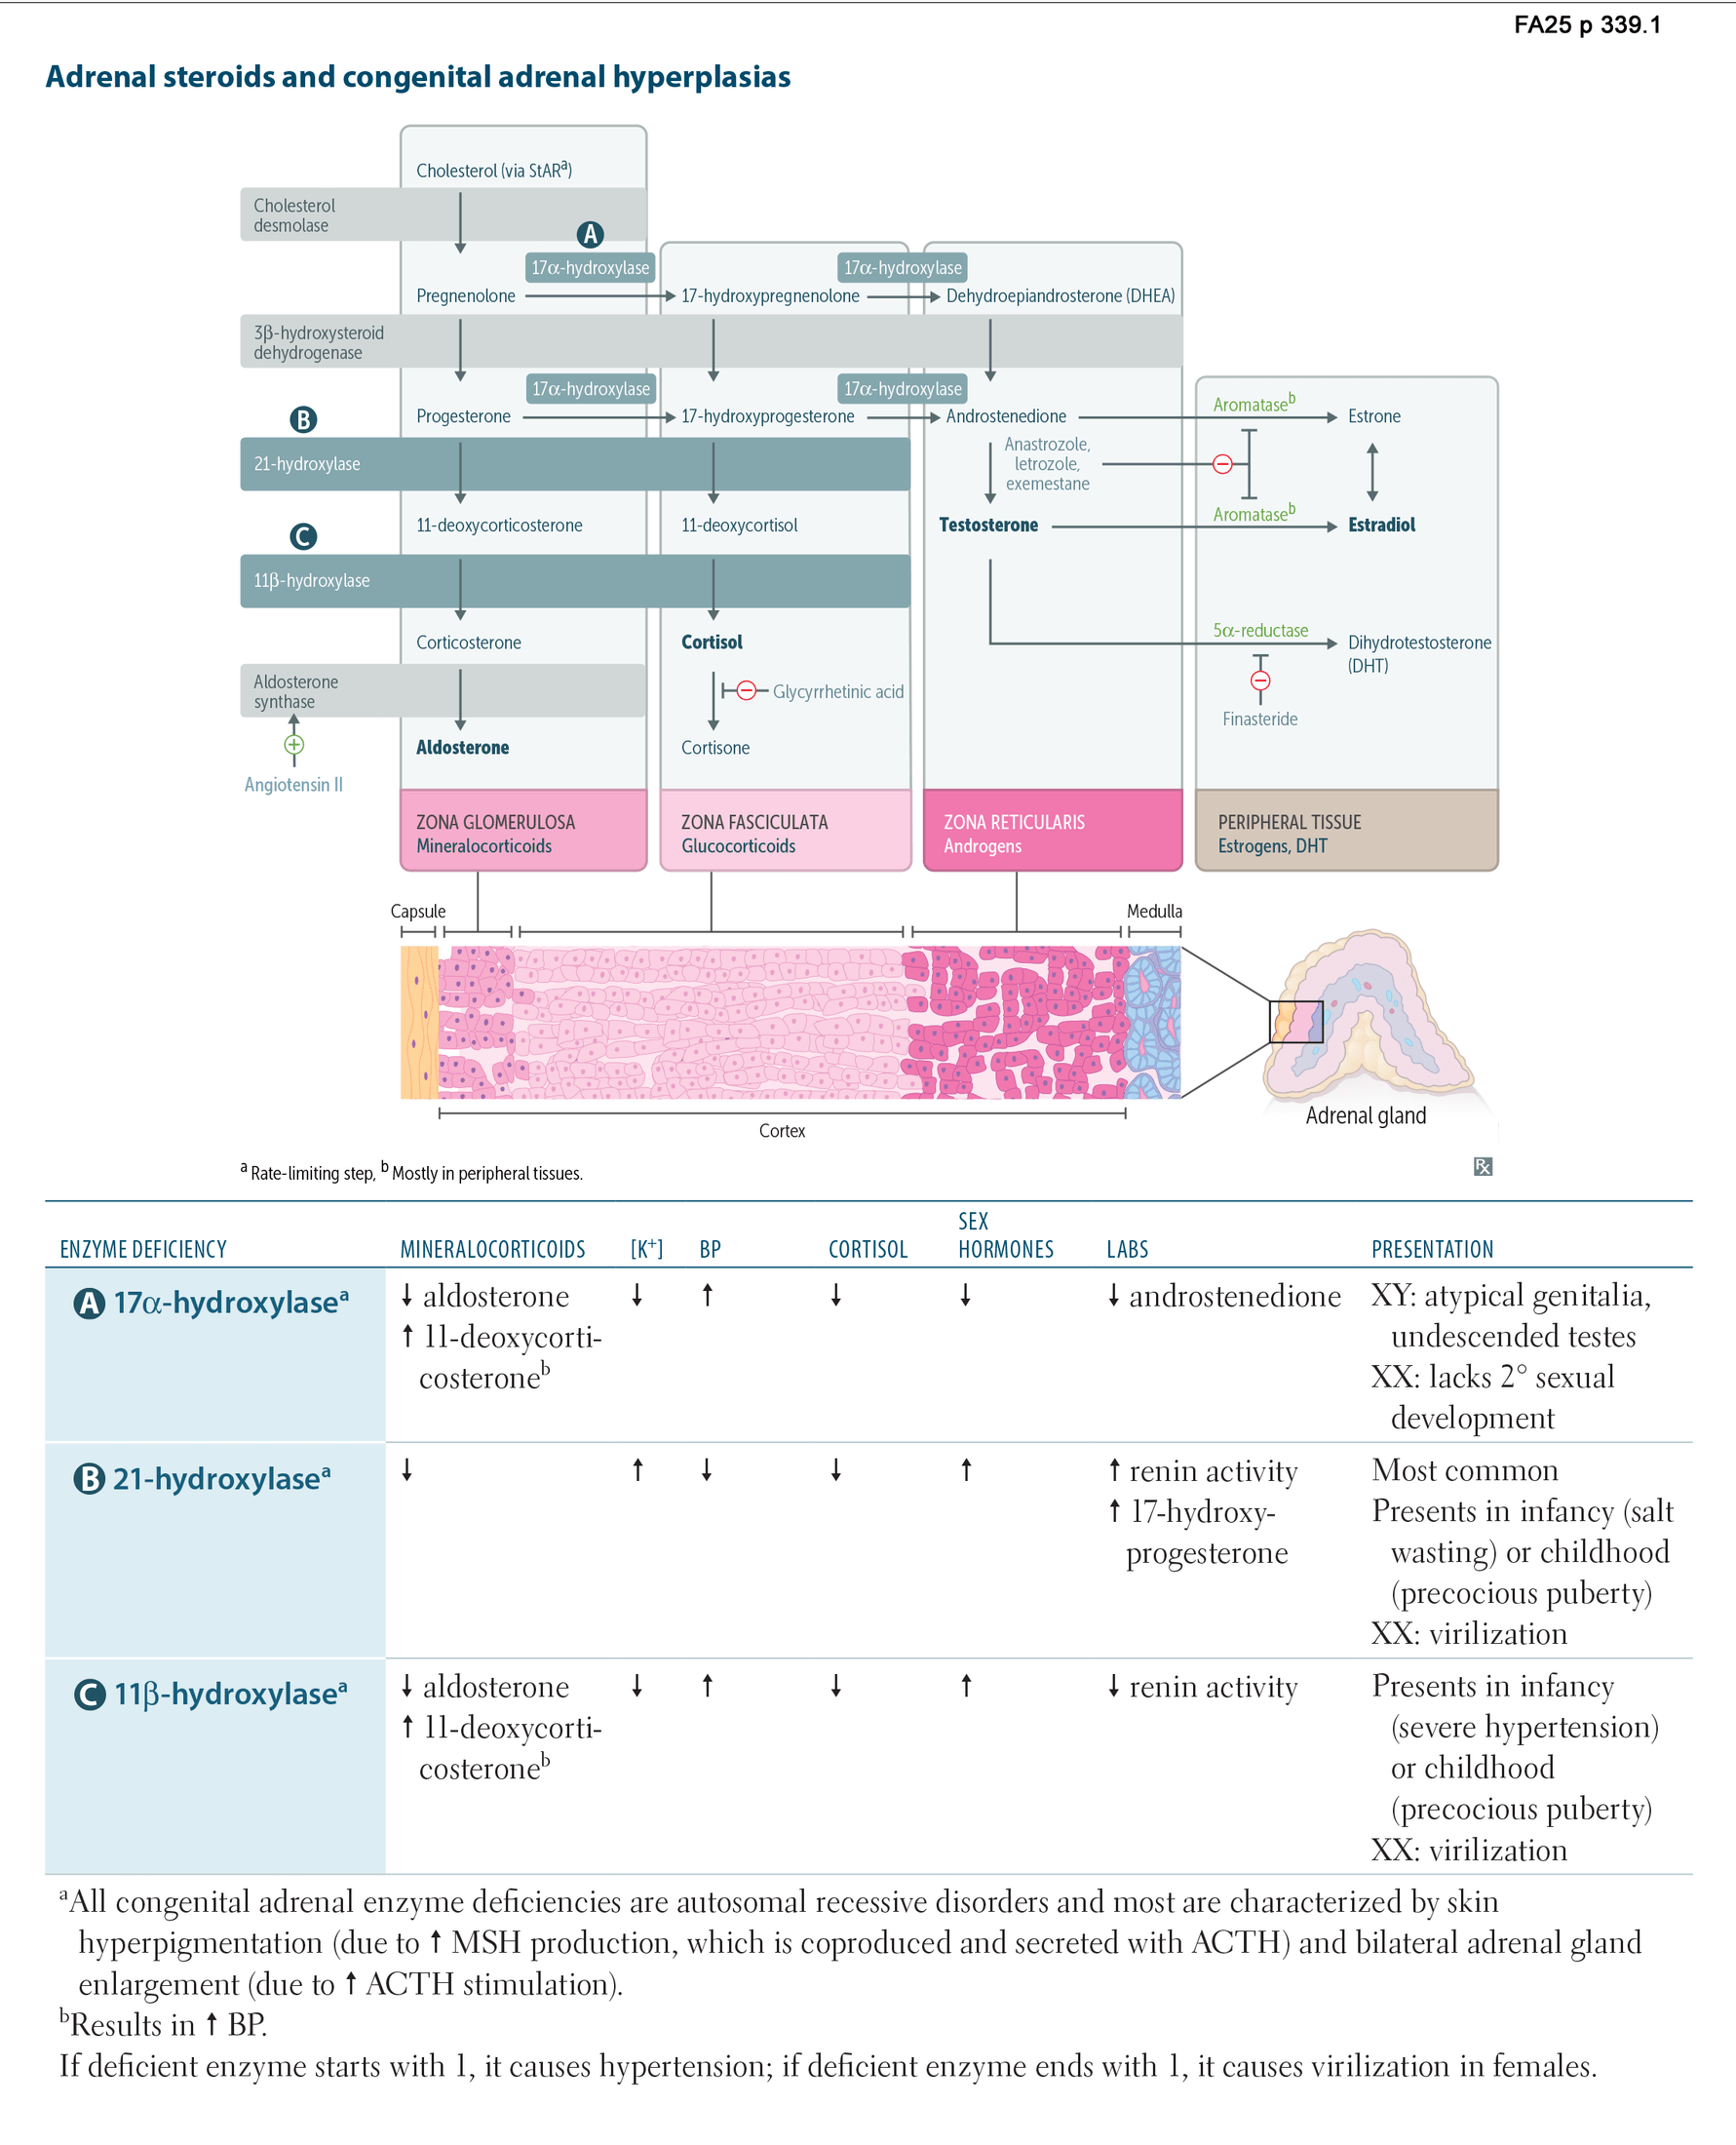 FA25 p 339.1
Adrenal steroids and congenital adrenal hyperplasias
Cholesterol (via StARᵃ)
Cholesterol
desmolase
A
17α-hydroxylase
17α-hydroxylase
Pregnenolone
17-hydroxypregnenolone
Dehydroepiandrosterone (DHEA)
3β-hydroxysteroid
dehydrogenase
17α-hydroxylase
17α-hydroxylase
Progesterone
17-hydroxyprogesterone
Androstenedione
Aromataseᵇ
Estrone
B
21-hydroxylase
Anastrozole,
letrozole,
exemestane
−
11-deoxycorticosterone
11-deoxycortisol
Testosterone
Aromataseᵇ
Estradiol
C
11β-hydroxylase
Corticosterone
Cortisol
5α-reductase
Dihydrotestosterone
(DHT)
−
Finasteride
Aldosterone
synthase
− Glycyrrhetinic acid
+
Angiotensin II
Aldosterone
Cortisone
ZONA GLOMERULOSA
Mineralocorticoids
ZONA FASCICULATA
Glucocorticoids
ZONA RETICULARIS
Androgens
PERIPHERAL TISSUE
Estrogens, DHT
Capsule
Medulla
Cortex
Adrenal gland
ᵃ Rate-limiting step, ᵇ Mostly in peripheral tissues.
Rx
ENZYME DEFICIENCY MINERALOCORTICOIDS [K⁺] BP CORTISOL SEX HORMONES LABS PRESENTATION
A 17α-hydroxylaseᵃ ↓ aldosterone ↓ ↑ ↓ ↓ ↓ androstenedione XY: atypical genitalia,
↑ 11-deoxycorti- undescended testes
costeroneᵇ XX: lacks 2° sexual
development
B 21-hydroxylaseᵃ ↓ ↑ ↓ ↓ ↑ ↑ renin activity Most common
↑ 17-hydroxy- Presents in infancy (salt
progesterone wasting) or childhood
(precocious puberty)
XX: virilization
C 11β-hydroxylaseᵃ ↓ aldosterone ↓ ↑ ↓ ↑ ↓ renin activity Presents in infancy
↑ 11-deoxycorti- (severe hypertension)
costeroneᵇ or childhood
(precocious puberty)
XX: virilization
ᵃAll congenital adrenal enzyme deficiencies are autosomal recessive disorders and most are characterized by skin
hyperpigmentation (due to ↑ MSH production, which is coproduced and secreted with ACTH) and bilateral adrenal gland
enlargement (due to ↑ ACTH stimulation).
ᵇResults in ↑ BP.
If deficient enzyme starts with 1, it causes hypertension; if deficient enzyme ends with 1, it causes virilization in females.